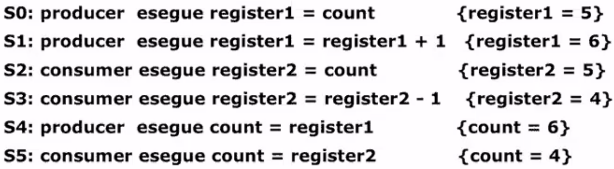 S0: producer esegue register1 = count {register1 = 5}
S1: producer esegue register1 = register1 + 1 {register1 = 6}
S2: consumer esegue register2 = count {register2 = 5}
S3: consumer esegue register2 = register2 - 1 {register2 = 4}
S4: producer esegue count = register1 {count = 6}
S5: consumer esegue count = register2 {count = 4}